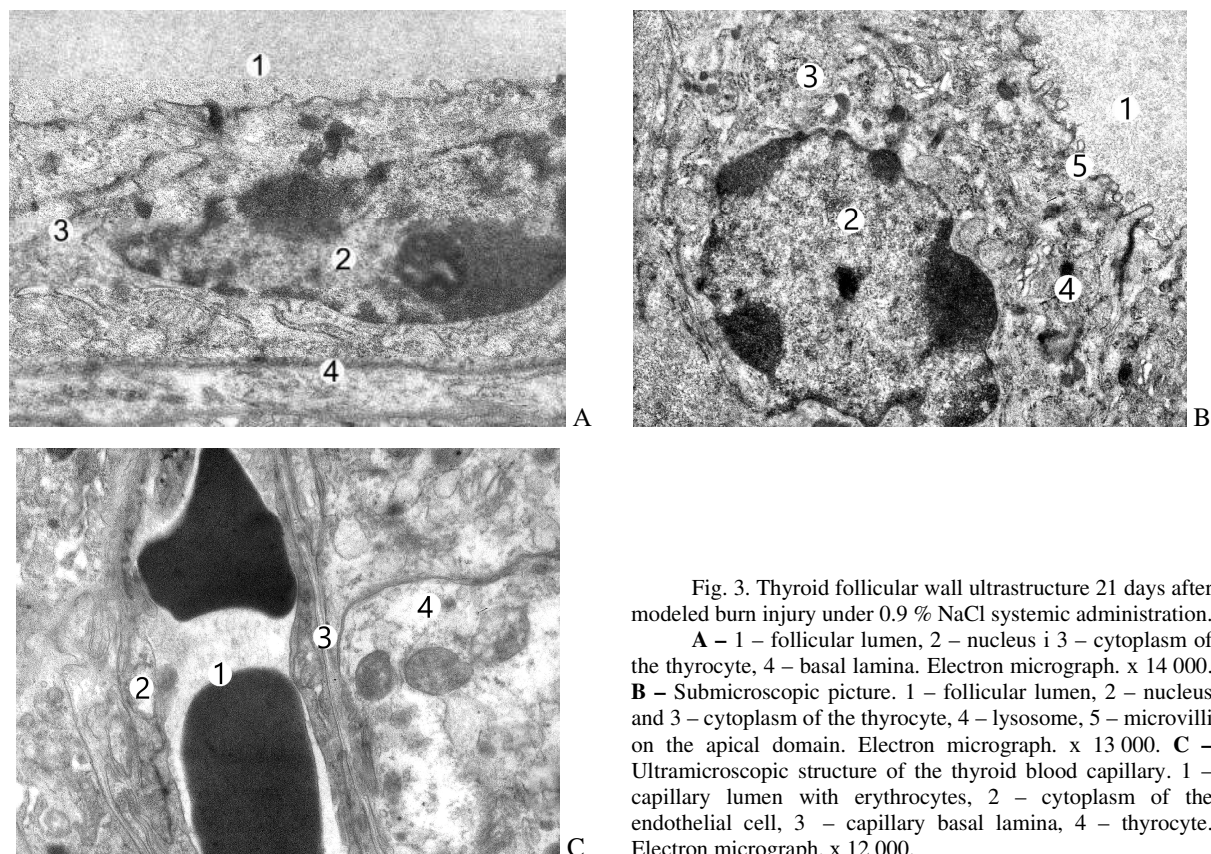 1
3
2
4
A
3
1
5
2
4
B
4
3
1
2
C
Fig. 3. Thyroid follicular wall ultrastructure 21 days after
modeled burn injury under 0.9 % NaCl systemic administration.
A – 1 – follicular lumen, 2 – nucleus i 3 – cytoplasm of
the thyrocyte, 4 – basal lamina. Electron micrograph. x 14 000.
B – Submicroscopic picture. 1 – follicular lumen, 2 – nucleus
and 3 – cytoplasm of the thyrocyte, 4 – lysosome, 5 – microvilli
on the apical domain. Electron micrograph. x 13 000. C –
Ultramicroscopic structure of the thyroid blood capillary. 1 –
capillary lumen with erythrocytes, 2 – cytoplasm of the
endothelial cell, 3 – capillary basal lamina, 4 – thyrocyte.
Electron micrograph. x 12 000.